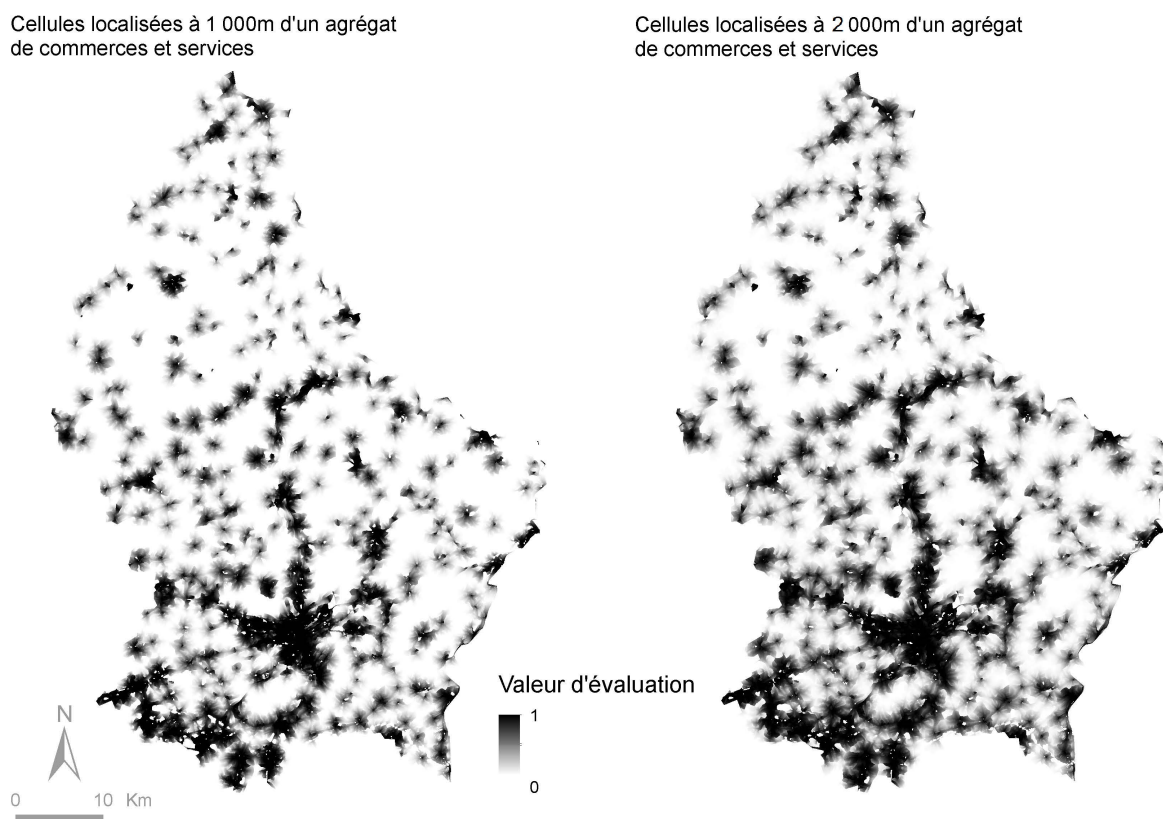 Cellules localisées à 1 000m d'un agrégat
de commerces et services
Cellules localisées à 2 000m d'un agrégat
de commerces et services
Valeur d'évaluation
1
0
N
0 10 Km